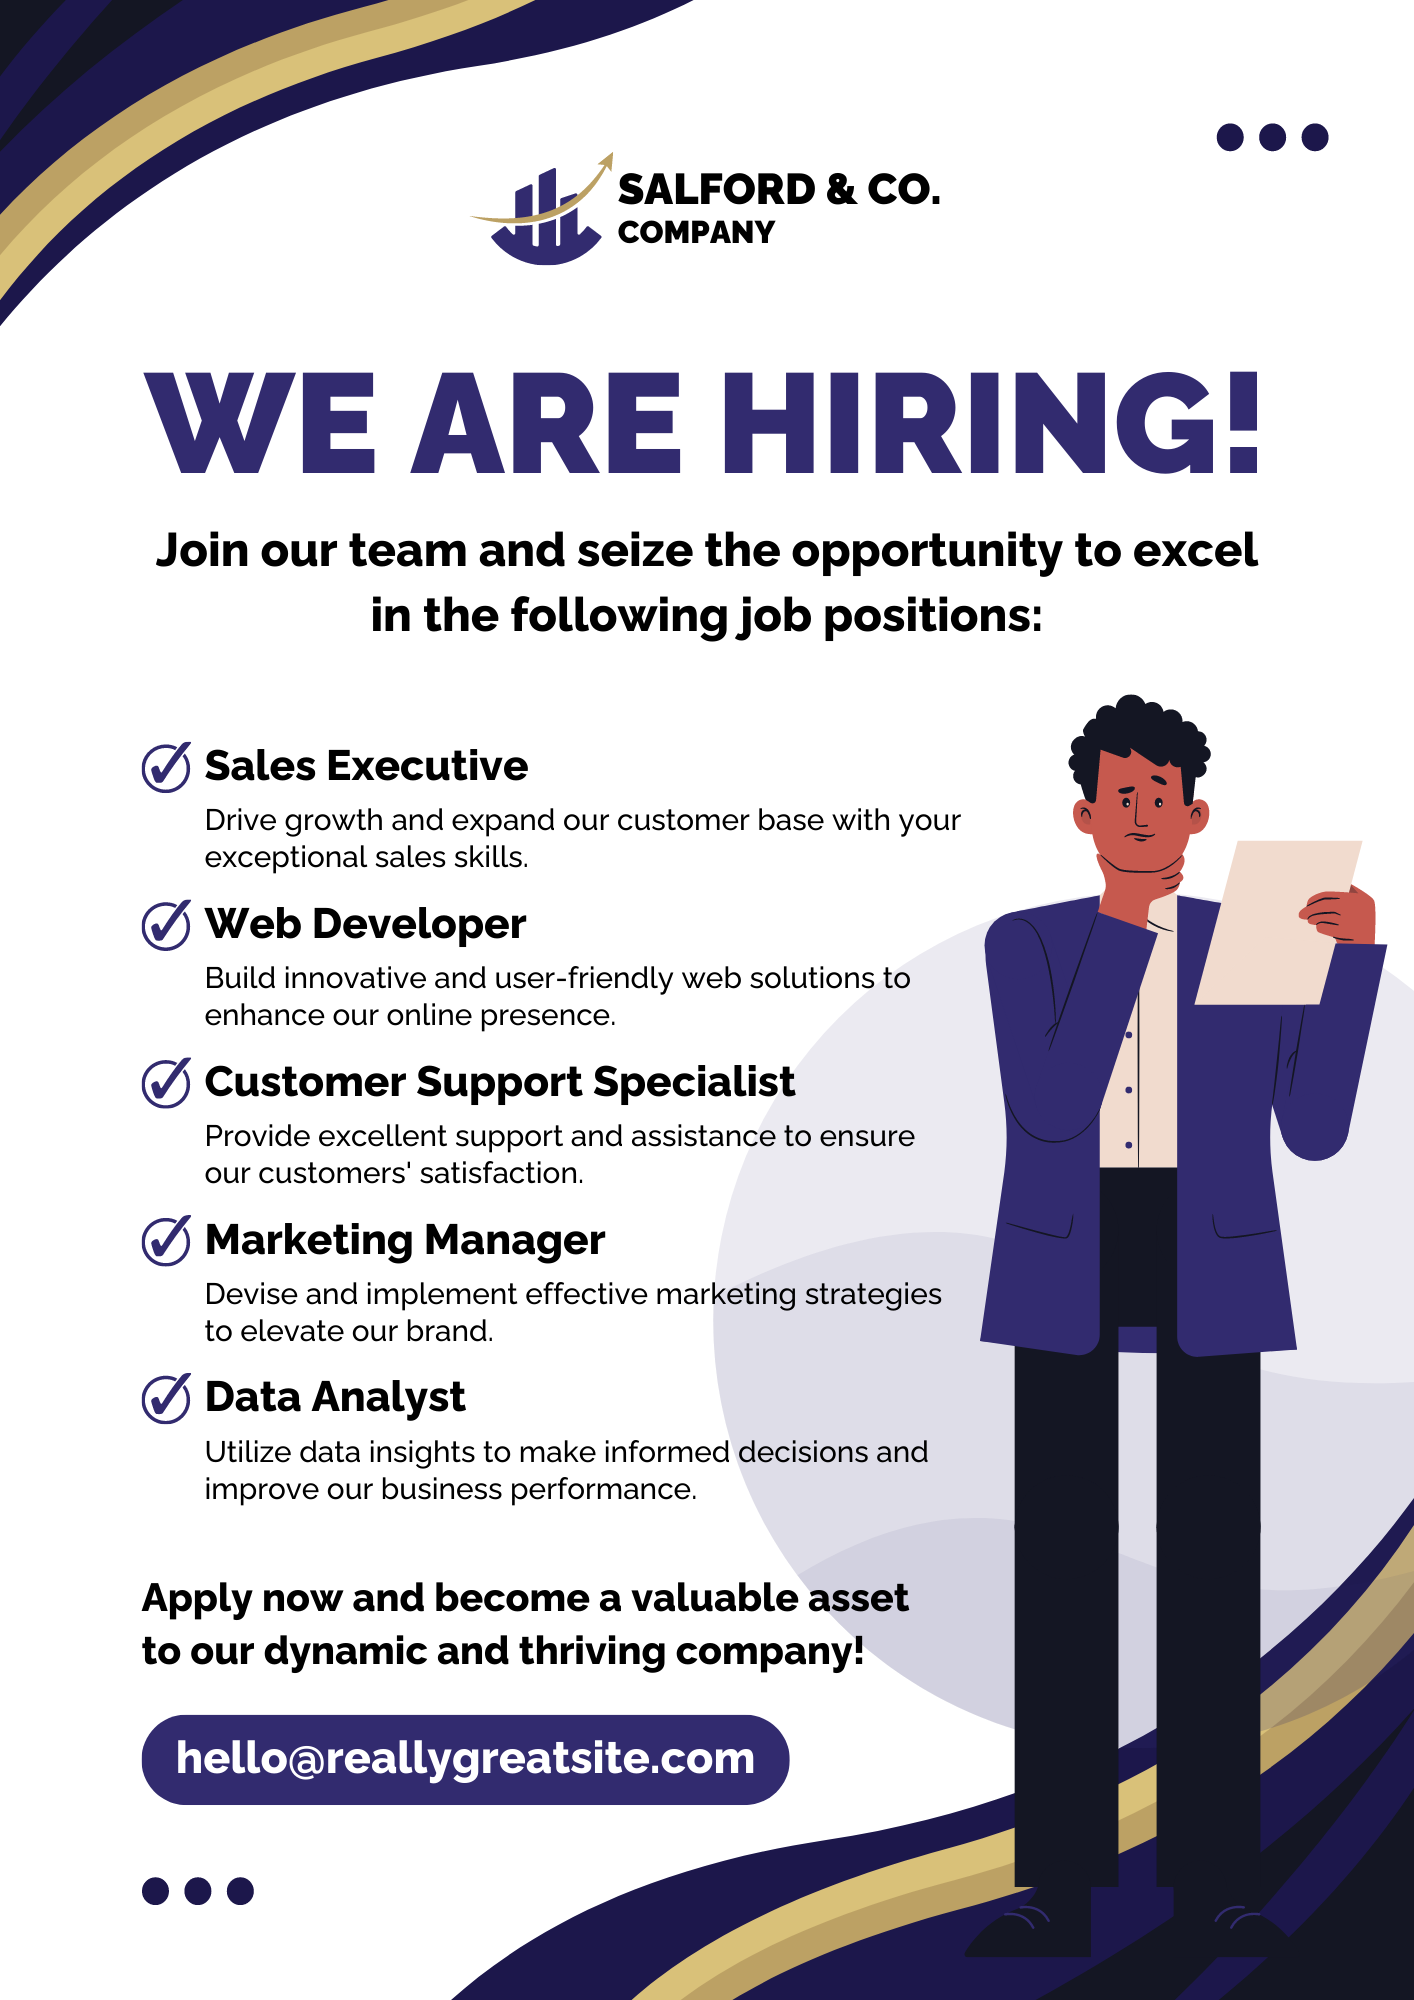 SALFORD & CO.
COMPANY
WE ARE HIRING!
Join our team and seize the opportunity to excel
in the following job positions:
Sales Executive
Drive growth and expand our customer base with your
exceptional sales skills.
Web Developer
Build innovative and user-friendly web solutions to
enhance our online presence.
Customer Support Specialist
Provide excellent support and assistance to ensure
our customers' satisfaction.
Marketing Manager
Devise and implement effective marketing strategies
to elevate our brand.
Data Analyst
Utilize data insights to make informed decisions and
improve our business performance.
Apply now and become a valuable asset
to our dynamic and thriving company!
hello@reallygreatsite.com